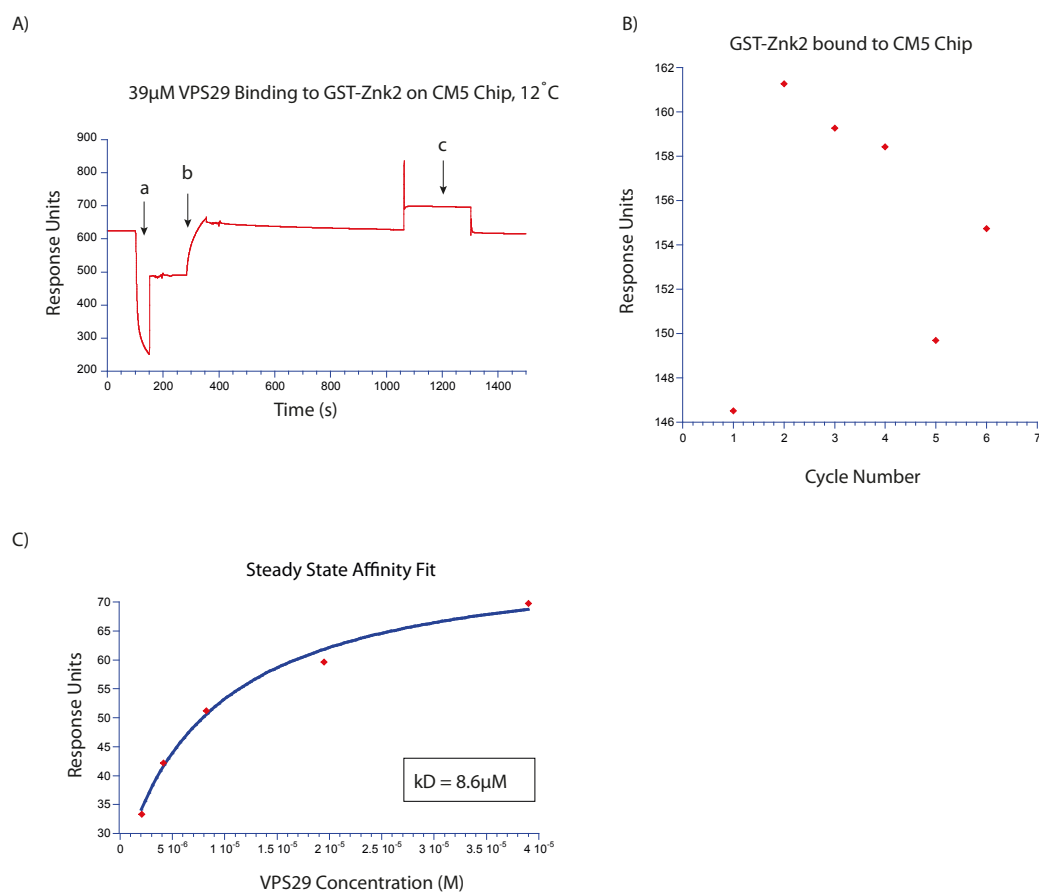 A)
39µM VPS29 Binding to GST-Znk2 on CM5 Chip, 12°C
900
800
700
600
500
400
300
200
a
b
c
Response Units
0 200 400 600 800 1000 1200 1400
Time (s)
B)
GST-Znk2 bound to CM5 Chip
162
160
158
156
154
152
150
148
146
Response Units
0 1 2 3 4 5 6 7
Cycle Number
C)
Steady State Affinity Fit
70
65
60
55
50
45
40
35
30
Response Units
kD = 8.6µM
0 5 10⁻⁶ 1 10⁻⁵ 1.5 10⁻⁵ 2 10⁻⁵ 2.5 10⁻⁵ 3 10⁻⁵ 3.5 10⁻⁵ 4 10⁻⁵
VPS29 Concentration (M)